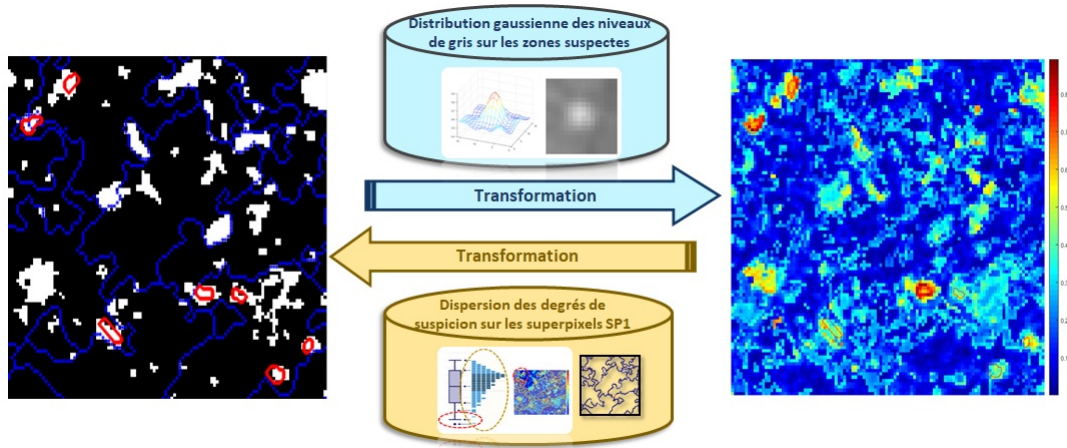 Distribution gaussienne des niveaux
de gris sur les zones suspectes
Transformation
Transformation
Dispersion des degrés de
suspicion sur les superpixels SP1